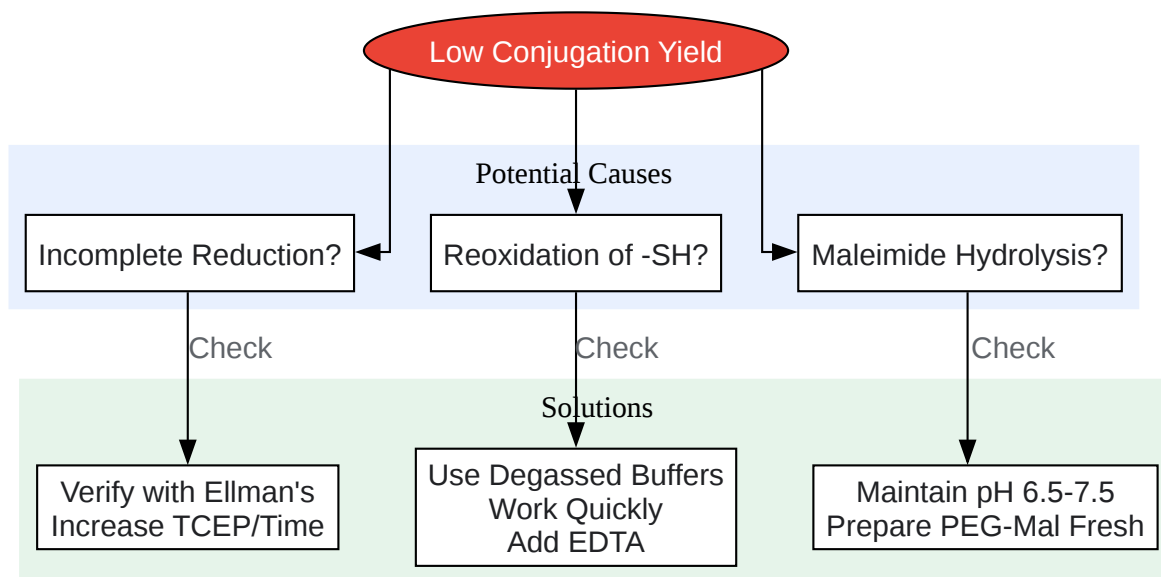 Low Conjugation Yield
Potential Causes
Incomplete Reduction?
Reoxidation of -SH?
Maleimide Hydrolysis?
Check
Check
Check
Solutions
Verify with Ellman's
Increase TCEP/Time
Use Degassed Buffers
Work Quickly
Add EDTA
Maintain pH 6.5-7.5
Prepare PEG-Mal Fresh